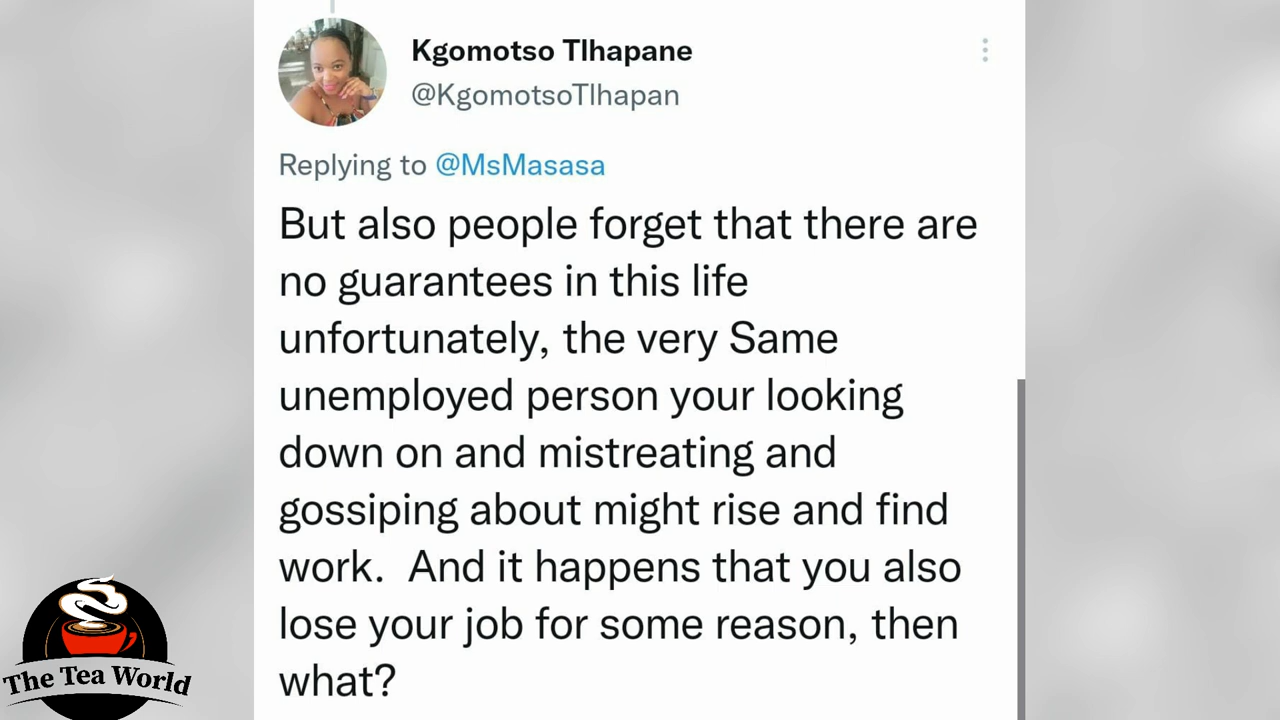 Kgomotso Tlhapane
@KgomotsoTlhapan
Replying to @MsMasasa
But also people forget that there are
no guarantees in this life
unfortunately, the very Same
unemployed person your looking
down on and mistreating and
gossiping about might rise and find
work.  And it happens that you also
lose your job for some reason, then
what?
The Tea World